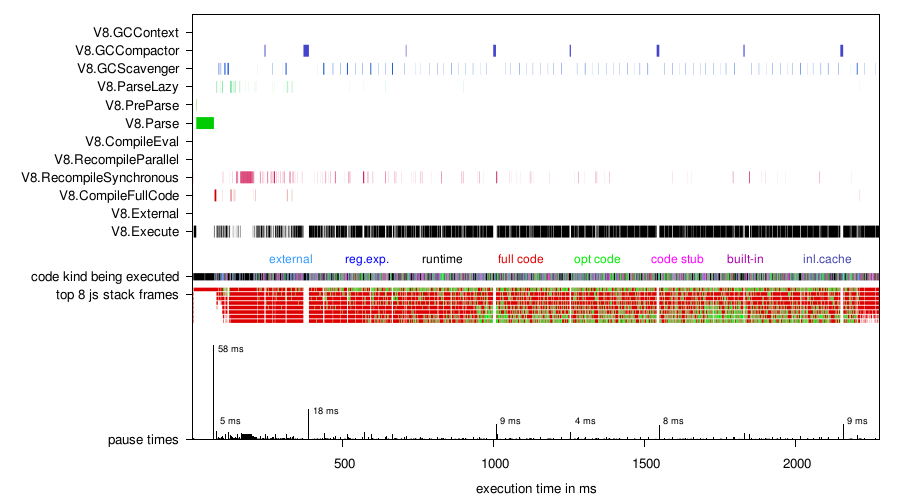 V8.GCContext
V8.GCCompactor
V8.GCScavenger
V8.ParseLazy
V8.PreParse
V8.Parse
V8.CompileEval
V8.RecompileParallel
V8.RecompileSynchronous
V8.CompileFullCode
V8.External
V8.Execute
external reg.exp. runtime full code opt code code stub built-in inl.cache
code kind being executed
top 8 js stack frames
58 ms
18 ms
5 ms 9 ms 4 ms 8 ms 9 ms
pause times
500 1000 1500 2000
execution time in ms